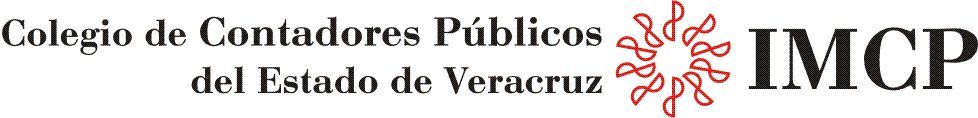 Colegio de Contadores Públicos
del Estado de Veracruz
IMCP